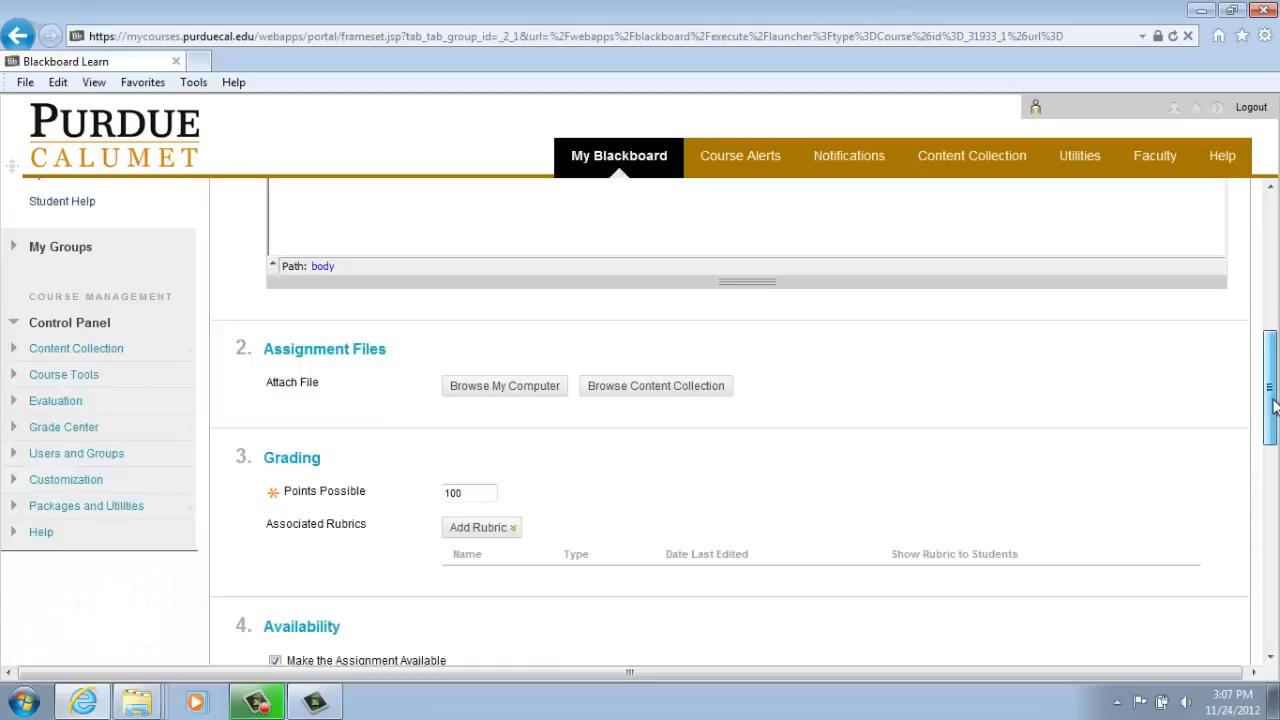 https://mycourses.purduecal.edu/webapps/portal/frameset.jsp?tab_tab_group_id=_2_1&url=%2Fwebapps%2Fblackboard%2Fexecute%2Flauncher%3Ftype%3DCourse%26id%3D_31933_1%26url%3D
Bb Blackboard Learn
File Edit View Favorites Tools Help
Logout
PURDUE
CALUMET
My Blackboard Course Alerts Notifications Content Collection Utilities Faculty Help
Student Help
My Groups
COURSE MANAGEMENT
Control Panel
Content Collection
Course Tools
Evaluation
Grade Center
Users and Groups
Customization
Packages and Utilities
Help
Path: body
2. Assignment Files
Attach File Browse My Computer Browse Content Collection
3. Grading
Points Possible 100
Associated Rubrics Add Rubric
Name Type Date Last Edited Show Rubric to Students
4. Availability
Make the Assignment Available
3:07 PM
11/24/2012